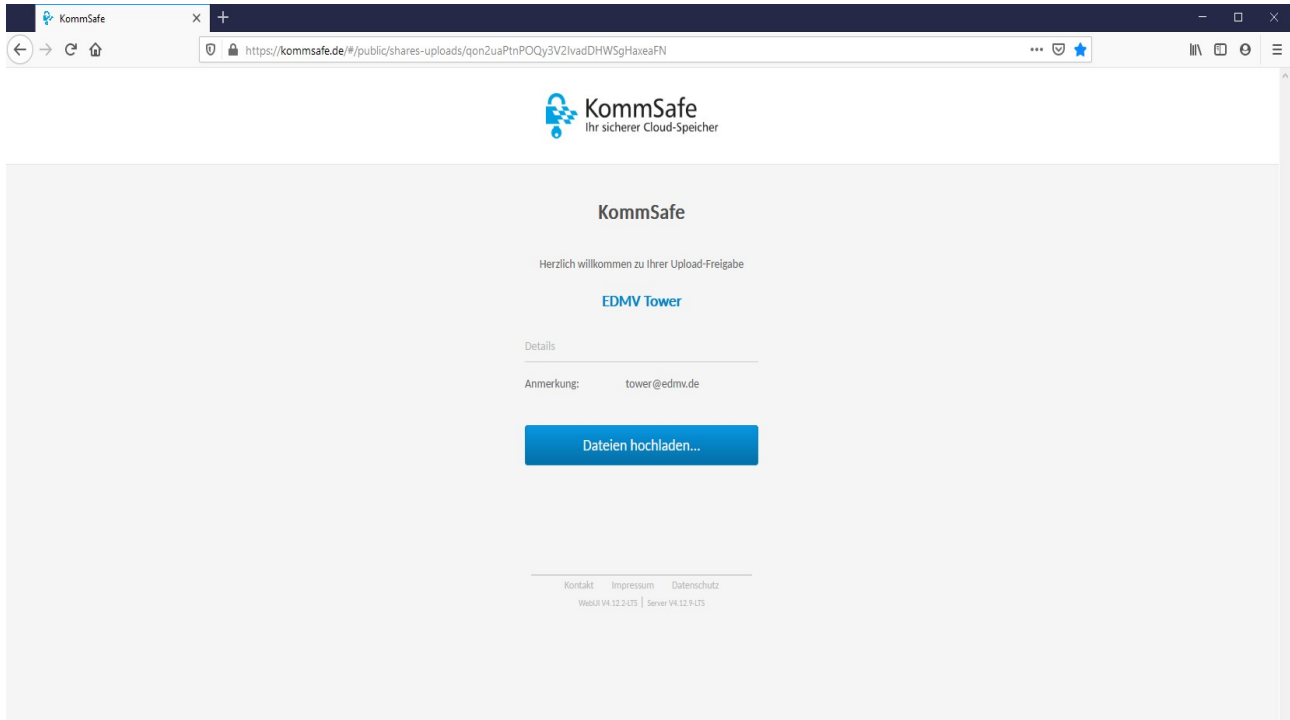 KommSafe
https://kommsafe.de/#/public/shares-uploads/qon2uaPtnPOQy3V2IvadDHWSgHaxeaFN
KommSafe
Ihr sicherer Cloud-Speicher
KommSafe
Herzlich willkommen zu Ihrer Upload-Freigabe
EDMV Tower
Details
Anmerkung: tower@edmv.de
Dateien hochladen...
Kontakt Impressum Datenschutz
WebUI V4.12.2-LTS | Server V4.12.9-LTS